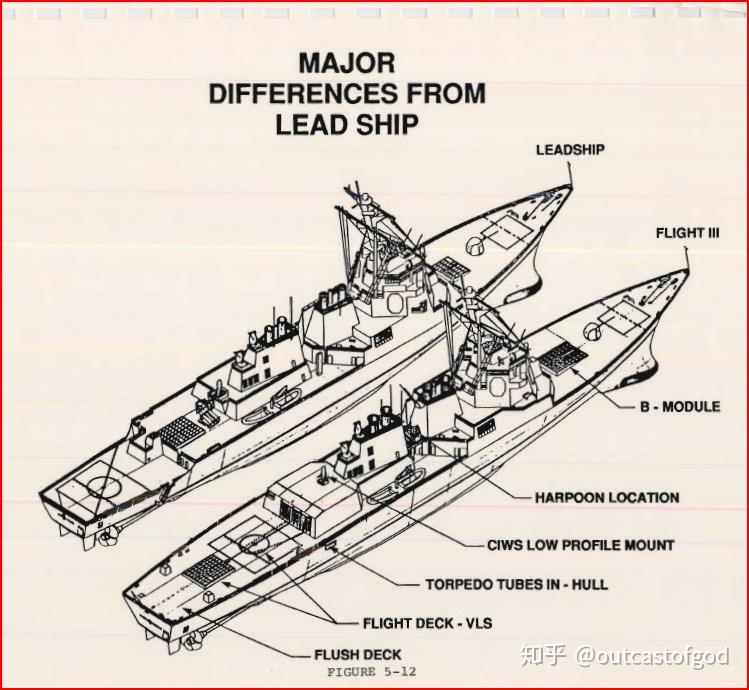 MAJOR
DIFFERENCES FROM
LEAD SHIP
LEADSHIP
FLIGHT III
B - MODULE
HARPOON LOCATION
CIWS LOW PROFILE MOUNT
TORPEDO TUBES IN - HULL
FLIGHT DECK - VLS
FLUSH DECK
FIGURE 5-12
知乎 @outcastofgod